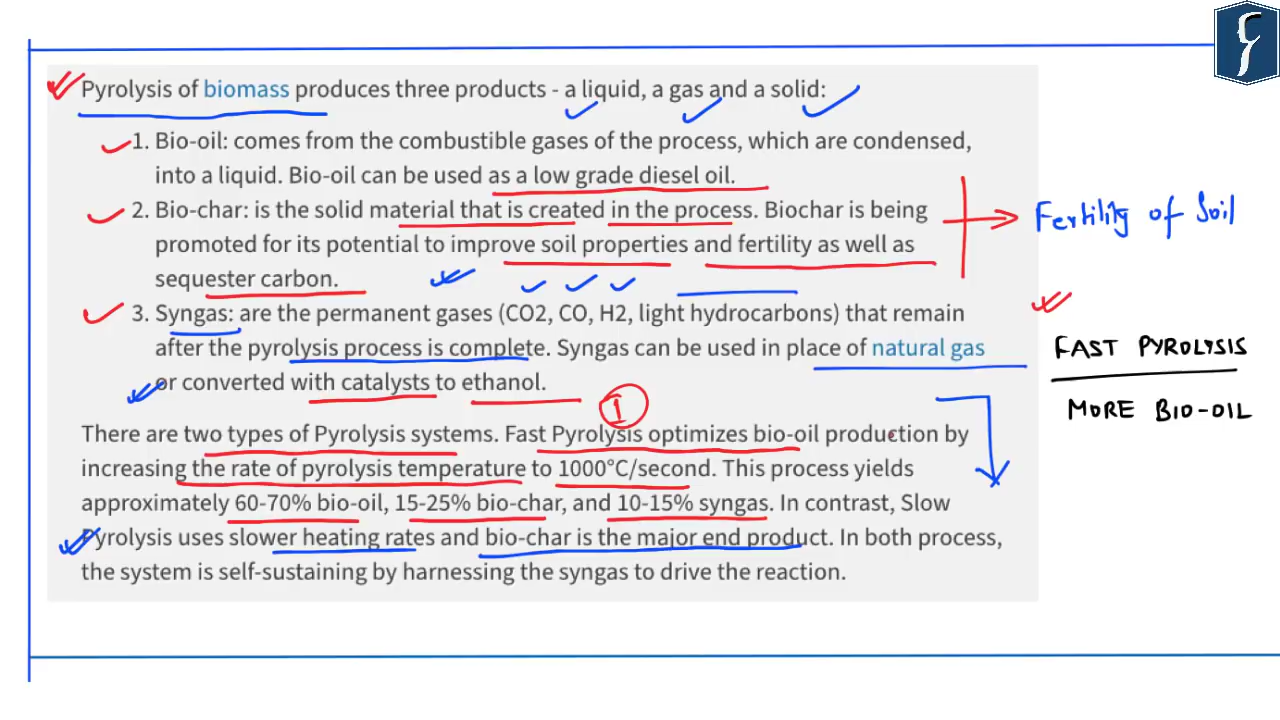 Pyrolysis of biomass produces three products - a liquid, a gas and a solid:
1. Bio-oil: comes from the combustible gases of the process, which are condensed,
into a liquid. Bio-oil can be used as a low grade diesel oil.
2. Bio-char: is the solid material that is created in the process. Biochar is being
promoted for its potential to improve soil properties and fertility as well as
sequester carbon.
Fertility of Soil
3. Syngas: are the permanent gases (CO2, CO, H2, light hydrocarbons) that remain
after the pyrolysis process is complete. Syngas can be used in place of natural gas
or converted with catalysts to ethanol.
FAST PYROLYSIS
MORE BIO-OIL
1
There are two types of Pyrolysis systems. Fast Pyrolysis optimizes bio-oil production by
increasing the rate of pyrolysis temperature to 1000°C/second. This process yields
approximately 60-70% bio-oil, 15-25% bio-char, and 10-15% syngas. In contrast, Slow
Pyrolysis uses slower heating rates and bio-char is the major end product. In both process,
the system is self-sustaining by harnessing the syngas to drive the reaction.